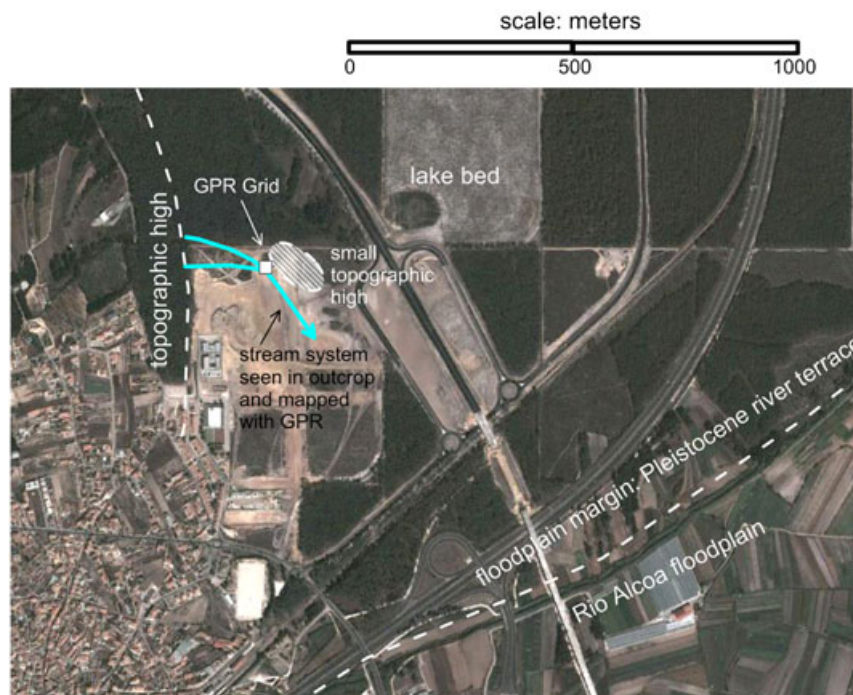 scale: meters
0 500 1000
lake bed
GPR Grid
topographic high
small
topographic
high
stream system
seen in outcrop
and mapped
with GPR
floodplain margin: Pleistocene river terrace
Rio Alcoa floodplain